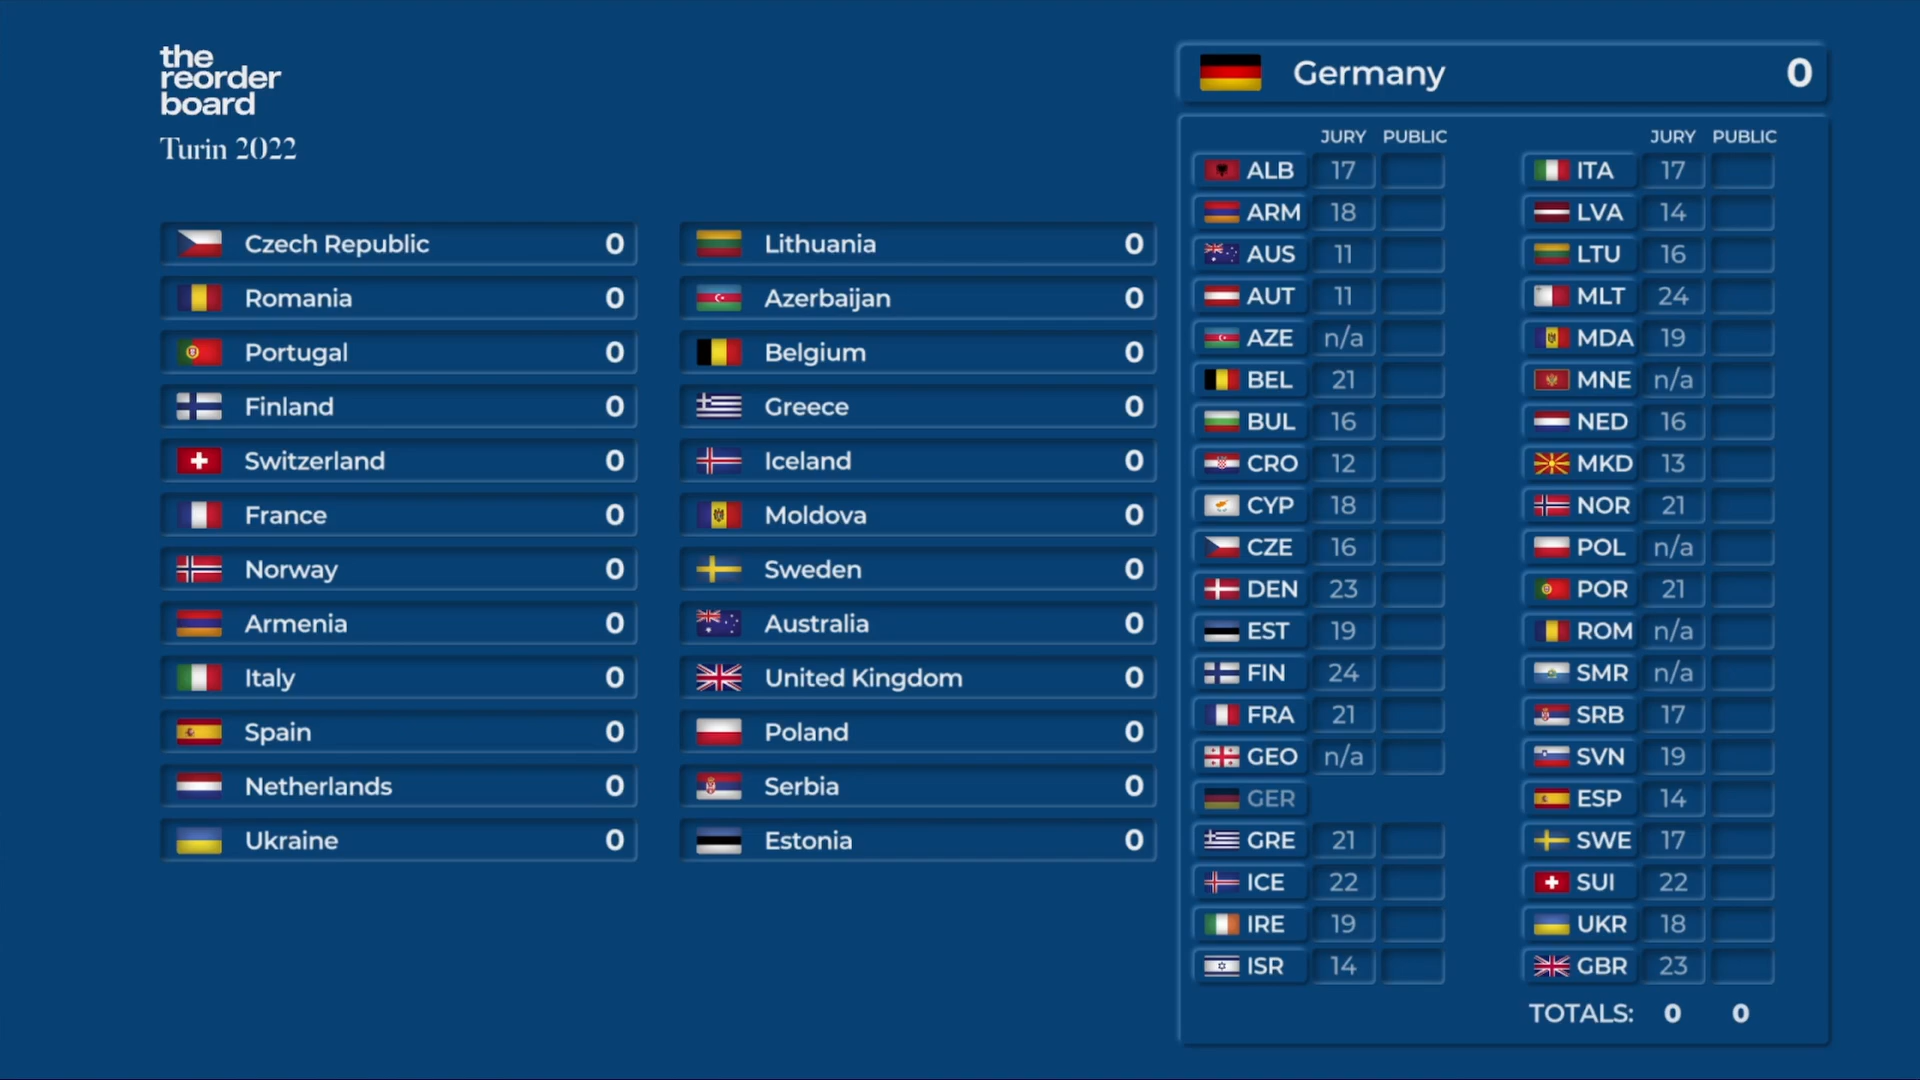 the
reorder
board
Turin 2022
Czech Republic 0
Romania 0
Portugal 0
Finland 0
Switzerland 0
France 0
Norway 0
Armenia 0
Italy 0
Spain 0
Netherlands 0
Ukraine 0
Lithuania 0
Azerbaijan 0
Belgium 0
Greece 0
Iceland 0
Moldova 0
Sweden 0
Australia 0
United Kingdom 0
Poland 0
Serbia 0
Estonia 0
Germany 0
JURY PUBLIC
ALB 17
ARM 18
AUS 11
AUT 11
AZE n/a
BEL 21
BUL 16
CRO 12
CYP 18
CZE 16
DEN 23
EST 19
FIN 24
FRA 21
GEO n/a
GER
GRE 21
ICE 22
IRE 19
ISR 14
JURY PUBLIC
ITA 17
LVA 14
LTU 16
MLT 24
MDA 19
MNE n/a
NED 16
MKD 13
NOR 21
POL n/a
POR 21
ROM n/a
SMR n/a
SRB 17
SVN 19
ESP 14
SWE 17
SUI 22
UKR 18
GBR 23
TOTALS: 0 0